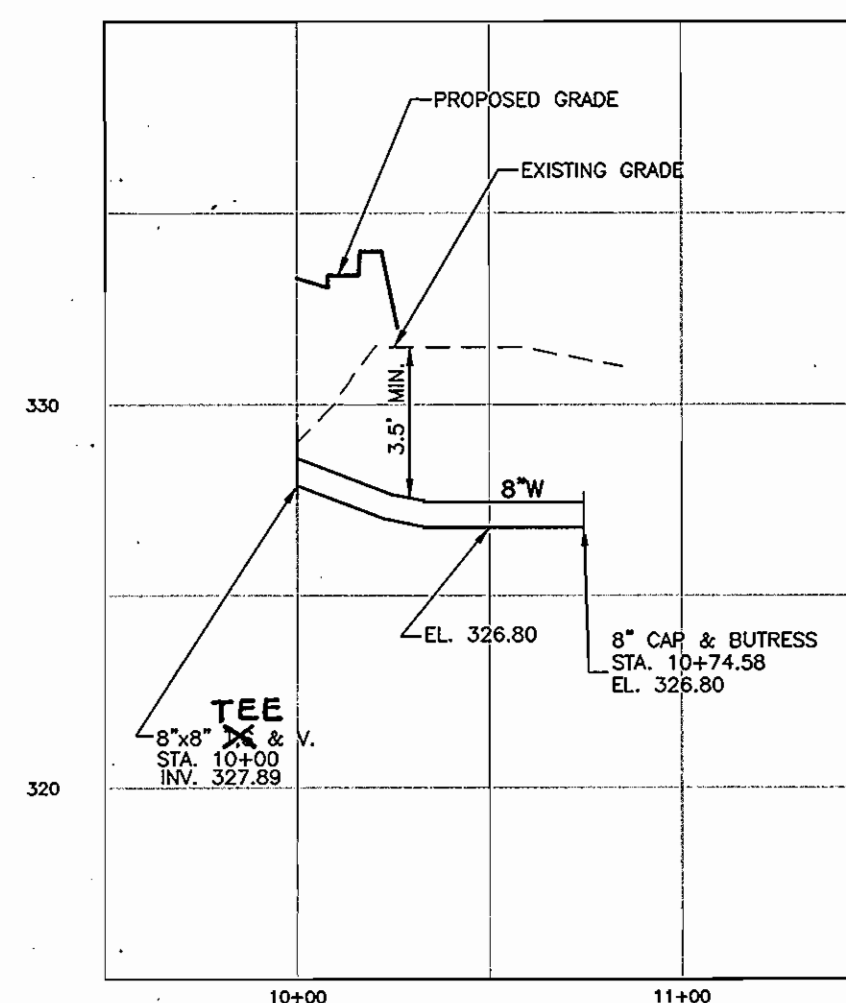 PROPOSED GRADE
EXISTING GRADE
330
3.5' MIN.
8"W
EL. 326.80
8" CAP & BUTRESS
STA. 10+74.58
EL. 326.80
TEE
8"x8" & V.
STA. 10+00
INV. 327.89
320
10+00
11+00